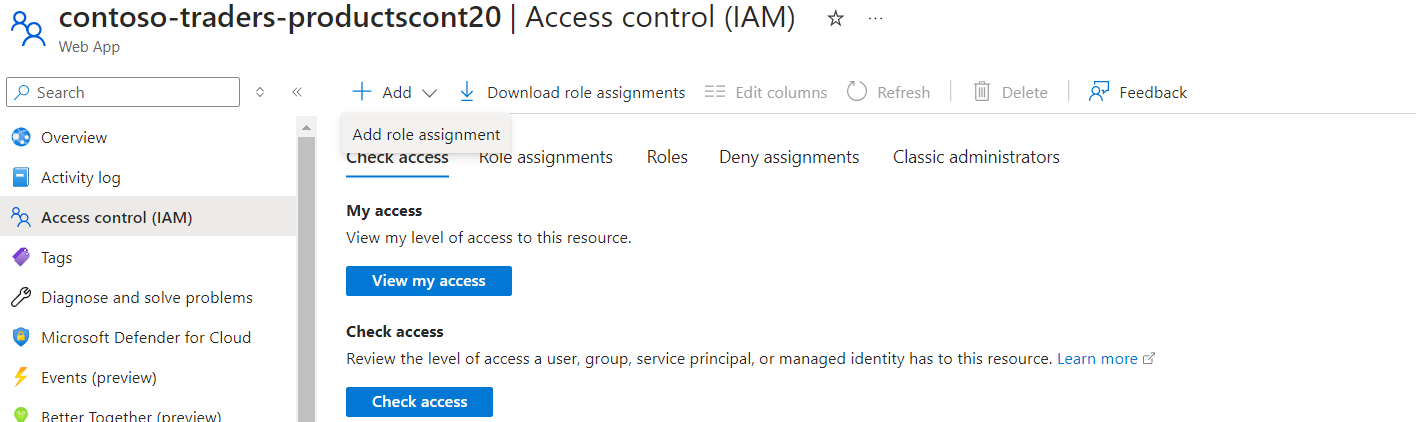 contoso-traders-productscont20 | Access control (IAM)
Web App
Search
Add
Download role assignments
Edit columns
Refresh
Delete
Feedback
Add role assignment
Overview
Activity log
Access control (IAM)
Tags
Diagnose and solve problems
Microsoft Defender for Cloud
Events (preview)
Better Together (preview)
Check access
Role assignments
Roles
Deny assignments
Classic administrators
My access
View my level of access to this resource.
View my access
Check access
Review the level of access a user, group, service principal, or managed identity has to this resource. Learn more
Check access